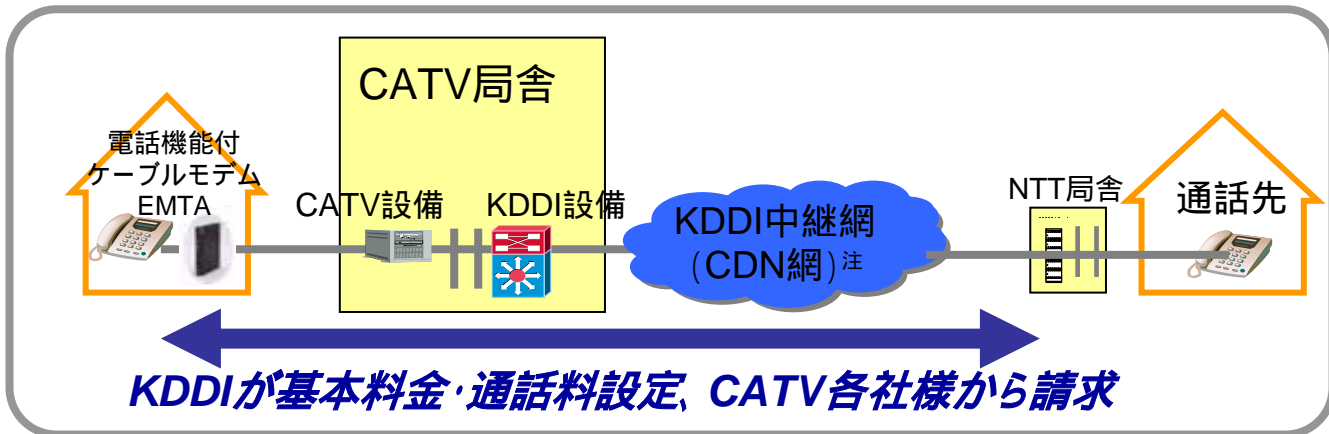 CATV局舎
電話機能付
ケーブルモデム
EMTA
CATV設備
KDDI設備
KDDI中継網
(CDN網)注
NTT局舎
通話先
KDDIが基本料金・通話料設定、CATV各社様から請求